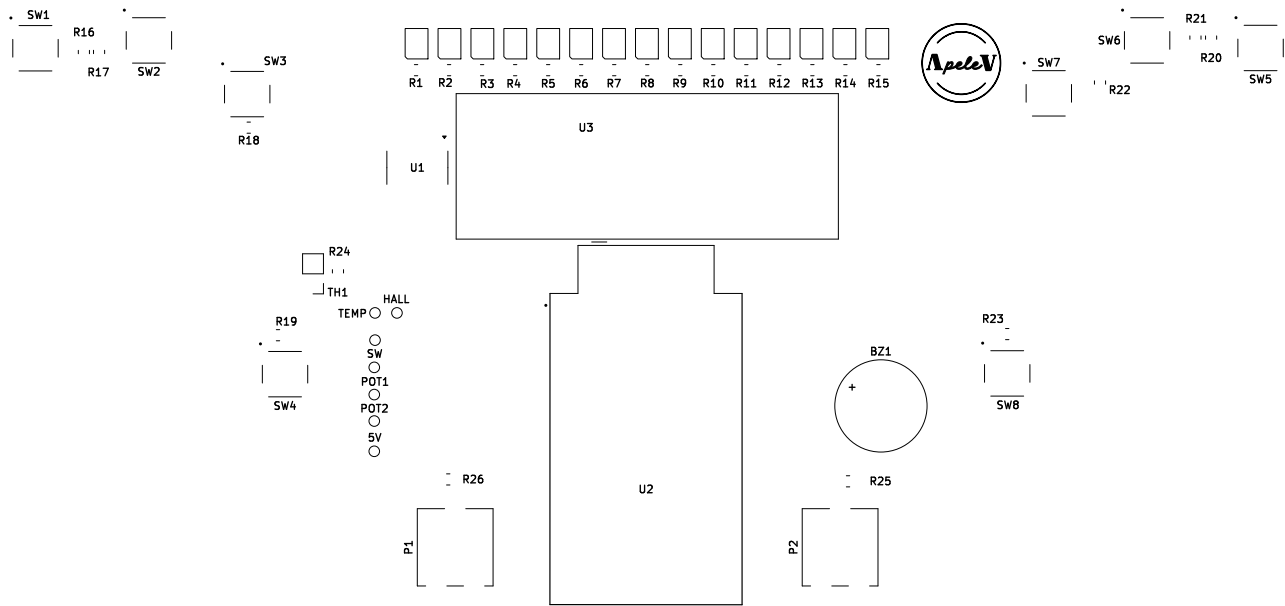 SW1
R16
R17
SW2
SW3
R18
R1 R2 R3 R4 R5 R6 R7 R8 R9 R10 R11 R12 R13 R14 R15
ApeleV
SW7
SW6
R21
R20
SW5
R22
U3
U1
R24
TH1
HALL
TEMP
SW
POT1
POT2
5V
R19
SW4
BZ1
R23
SW8
R26
U2
R25
P1
P2